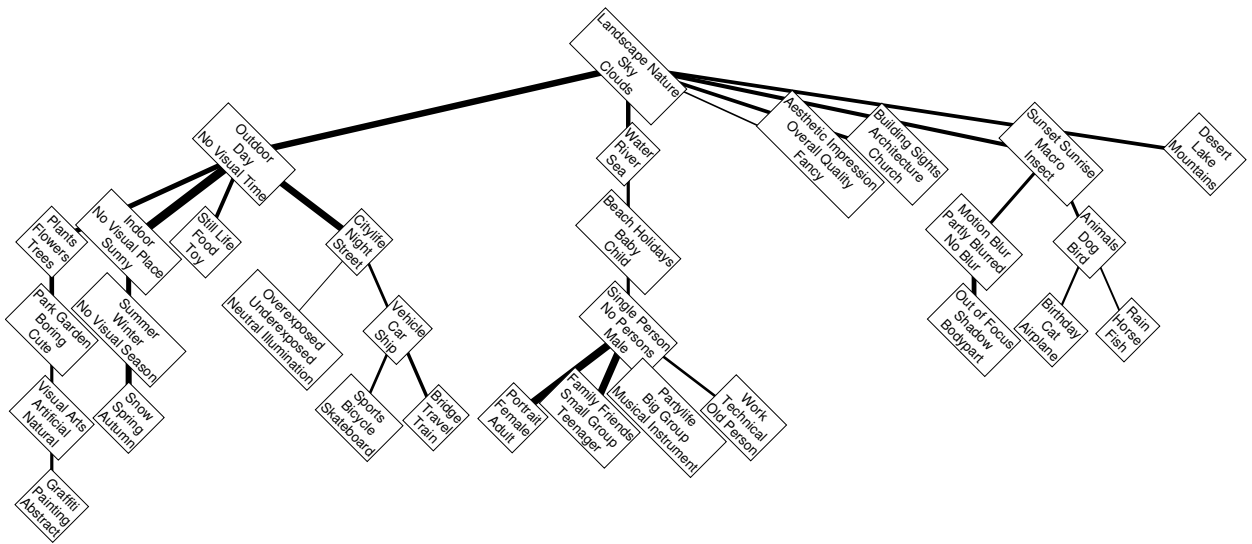 Landscape Nature
Sky
Clouds
Outdoor
Day
No Visual Time
Water
River
Sea
Aesthetic Impression
Overall Quality
Fancy
Building Sights
Architecture
Church
Sunset Sunrise
Macro
Insect
Desert
Lake
Mountains
Plants
Flowers
Trees
Indoor
No Visual Place
Sunny
Still Life
Food
Toy
Citylife
Night
Street
Beach Holidays
Baby
Child
Motion Blur
Partly Blurred
No Blur
Animals
Dog
Bird
Park Garden
Boring
Cute
Summer
Winter
No Visual Season
Overexposed
Underexposed
Neutral Illumination
Vehicle
Car
Ship
Single Person
No Persons
Male
Out of Focus
Shadow
Bodypart
Birthday
Cat
Airplane
Rain
Horse
Fish
Visual Arts
Artificial
Natural
Snow
Spring
Autumn
Sports
Bicycle
Skateboard
Bridge
Travel
Train
Portrait
Female
Adult
Family Friends
Small Group
Teenager
Partylife
Big Group
Musical Instrument
Work
Technical
Old Person
Graffiti
Painting
Abstract